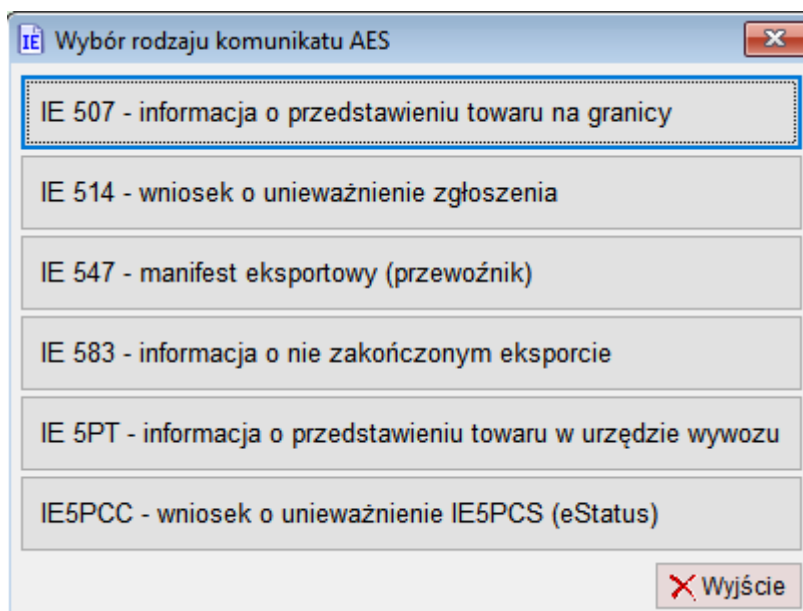 IE Wybór rodzaju komunikatu AES
IE 507 - informacja o przedstawieniu towaru na granicy
IE 514 - wniosek o unieważnienie zgłoszenia
IE 547 - manifest eksportowy (przewoźnik)
IE 583 - informacja o nie zakończonym eksporcie
IE 5PT - informacja o przedstawieniu towaru w urzędzie wywozu
IE5PCC - wniosek o unieważnienie IE5PCS (eStatus)
Wyjście